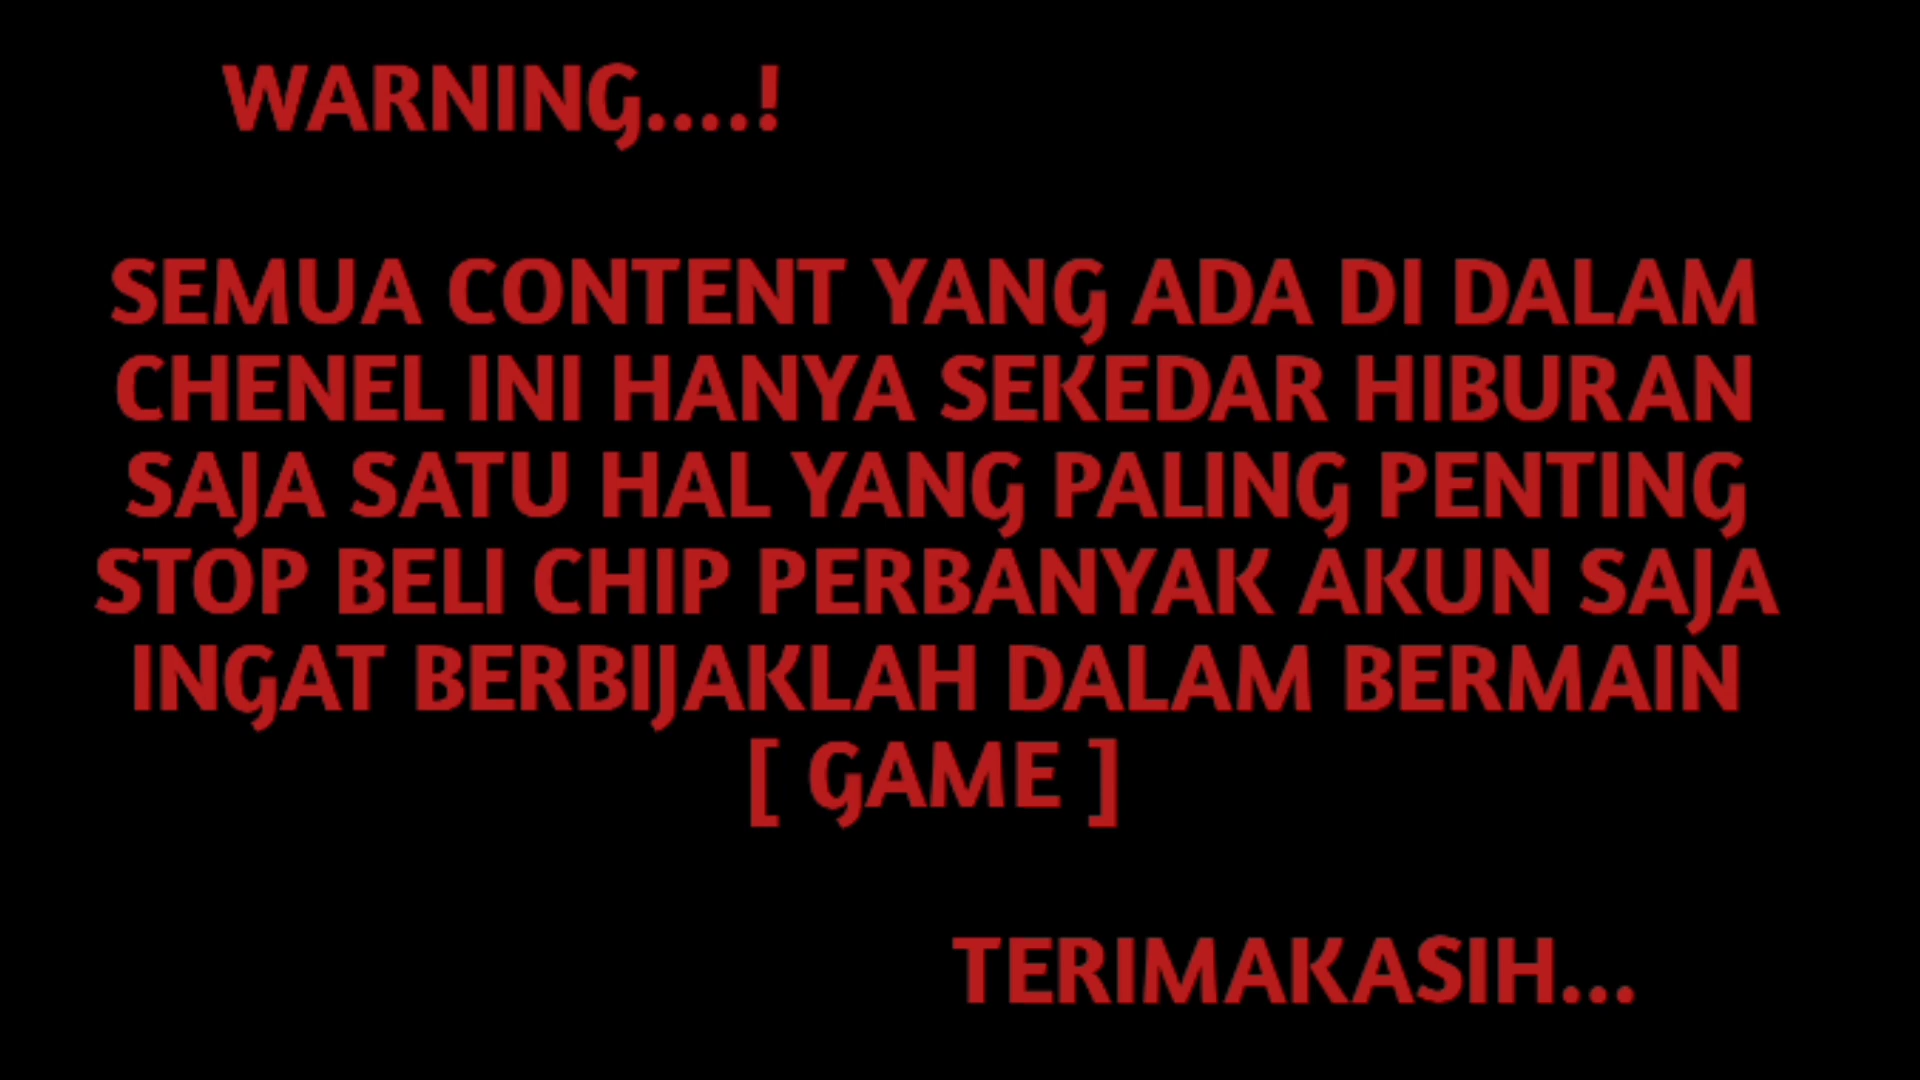 WARNING....!
SEMUA CONTENT YANG ADA DI DALAM
CHENEL INI HANYA SEKEDAR HIBURAN
SAJA SATU HAL YANG PALING PENTING
STOP BELI CHIP PERBANYAK AKUN SAJA
INGAT BERBIJAKLAH DALAM BERMAIN
[ GAME ]
TERIMAKASIH...